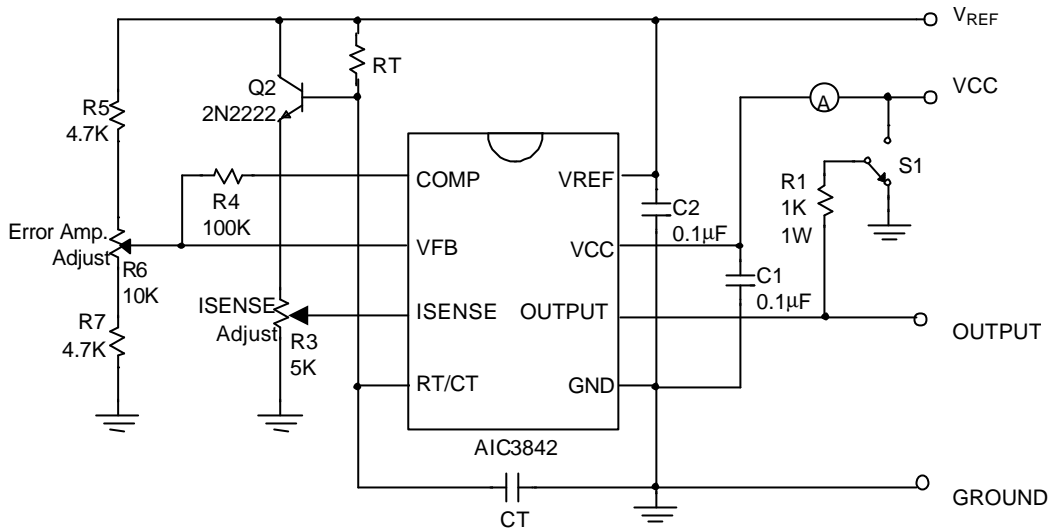 V_REF
RT
Q2
2N2222
VCC
A
R5
4.7K
S1
COMP
VREF
R1
1K
1W
R4
100K
C2
0.1µF
Error Amp.
Adjust
VFB
VCC
R6
10K
C1
0.1µF
ISENSE
Adjust
ISENSE
OUTPUT
R3
5K
R7
4.7K
OUTPUT
RT/CT
GND
AIC3842
CT
GROUND